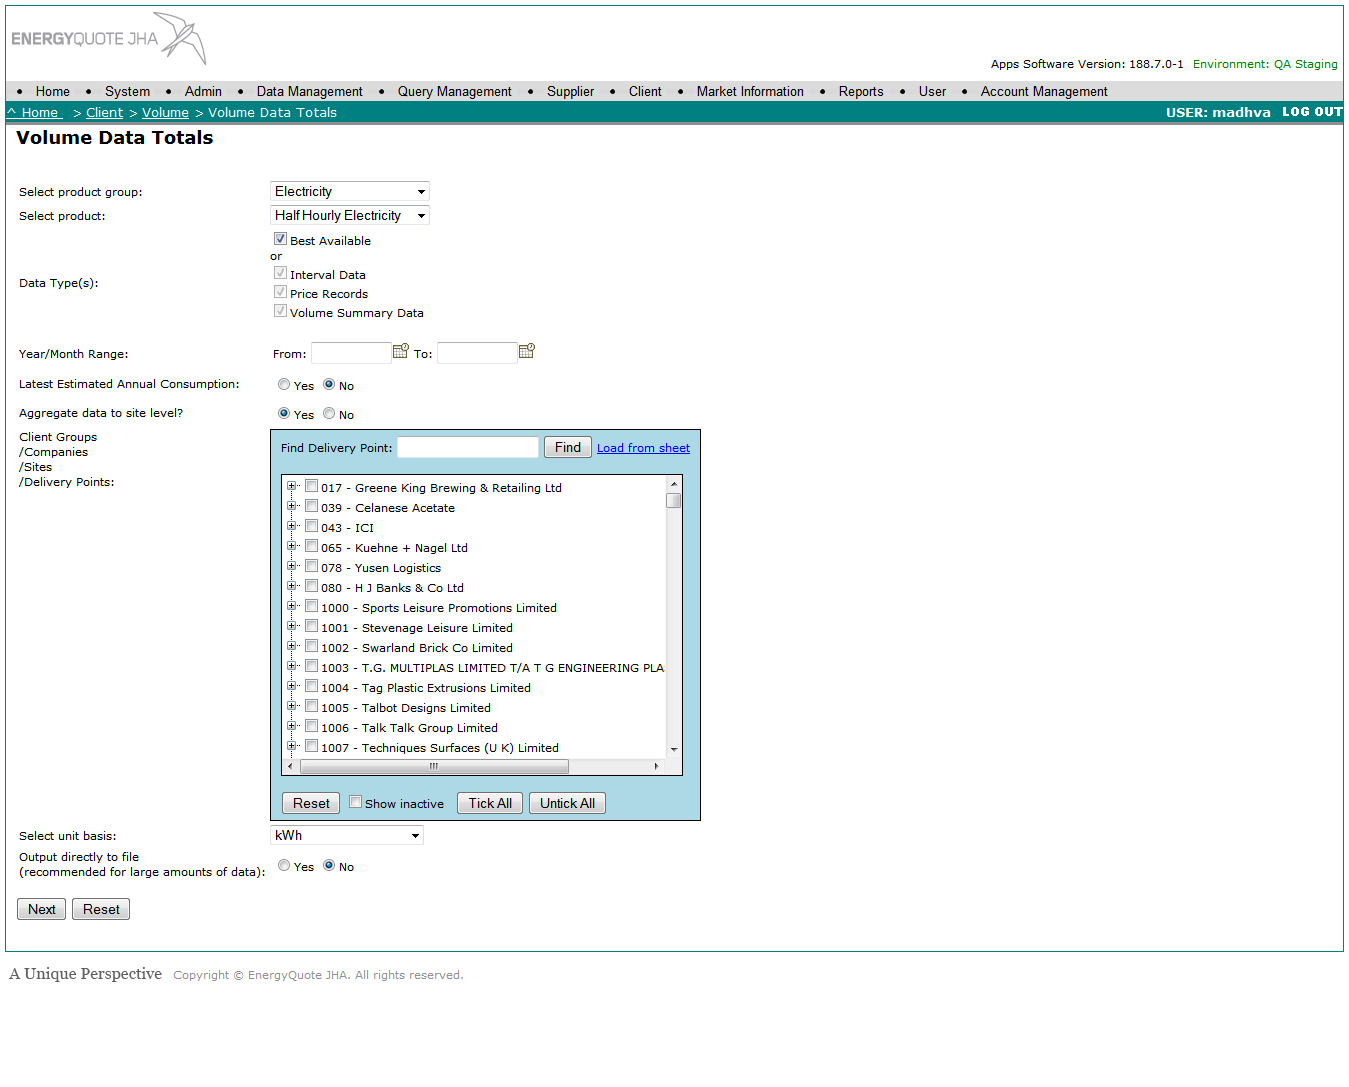 ENERGYQUOTE JHA
Apps Software Version: 188.7.0-1 Environment: QA Staging
• Home • System • Admin • Data Management • Query Management • Supplier • Client • Market Information • Reports • User • Account Management
^ Home > Client > Volume > Volume Data Totals USER: madhva LOG OUT
Volume Data Totals
Select product group: Electricity
Select product: Half Hourly Electricity
Data Type(s):
Best Available
or
Interval Data
Price Records
Volume Summary Data
Year/Month Range: From: To:
Latest Estimated Annual Consumption: Yes No
Aggregate data to site level? Yes No
Client Groups
/Companies
/Sites
/Delivery Points:
Find Delivery Point: Find Load from sheet
017 - Greene King Brewing & Retailing Ltd
039 - Celanese Acetate
043 - ICI
065 - Kuehne + Nagel Ltd
078 - Yusen Logistics
080 - H J Banks & Co Ltd
1000 - Sports Leisure Promotions Limited
1001 - Stevenage Leisure Limited
1002 - Swarland Brick Co Limited
1003 - T.G. MULTIPLAS LIMITED T/A T G ENGINEERING PLA
1004 - Tag Plastic Extrusions Limited
1005 - Talbot Designs Limited
1006 - Talk Talk Group Limited
1007 - Techniques Surfaces (U K) Limited
Reset Show inactive Tick All Untick All
Select unit basis: kWh
Output directly to file
(recommended for large amounts of data): Yes No
Next Reset
A Unique Perspective Copyright © EnergyQuote JHA. All rights reserved.